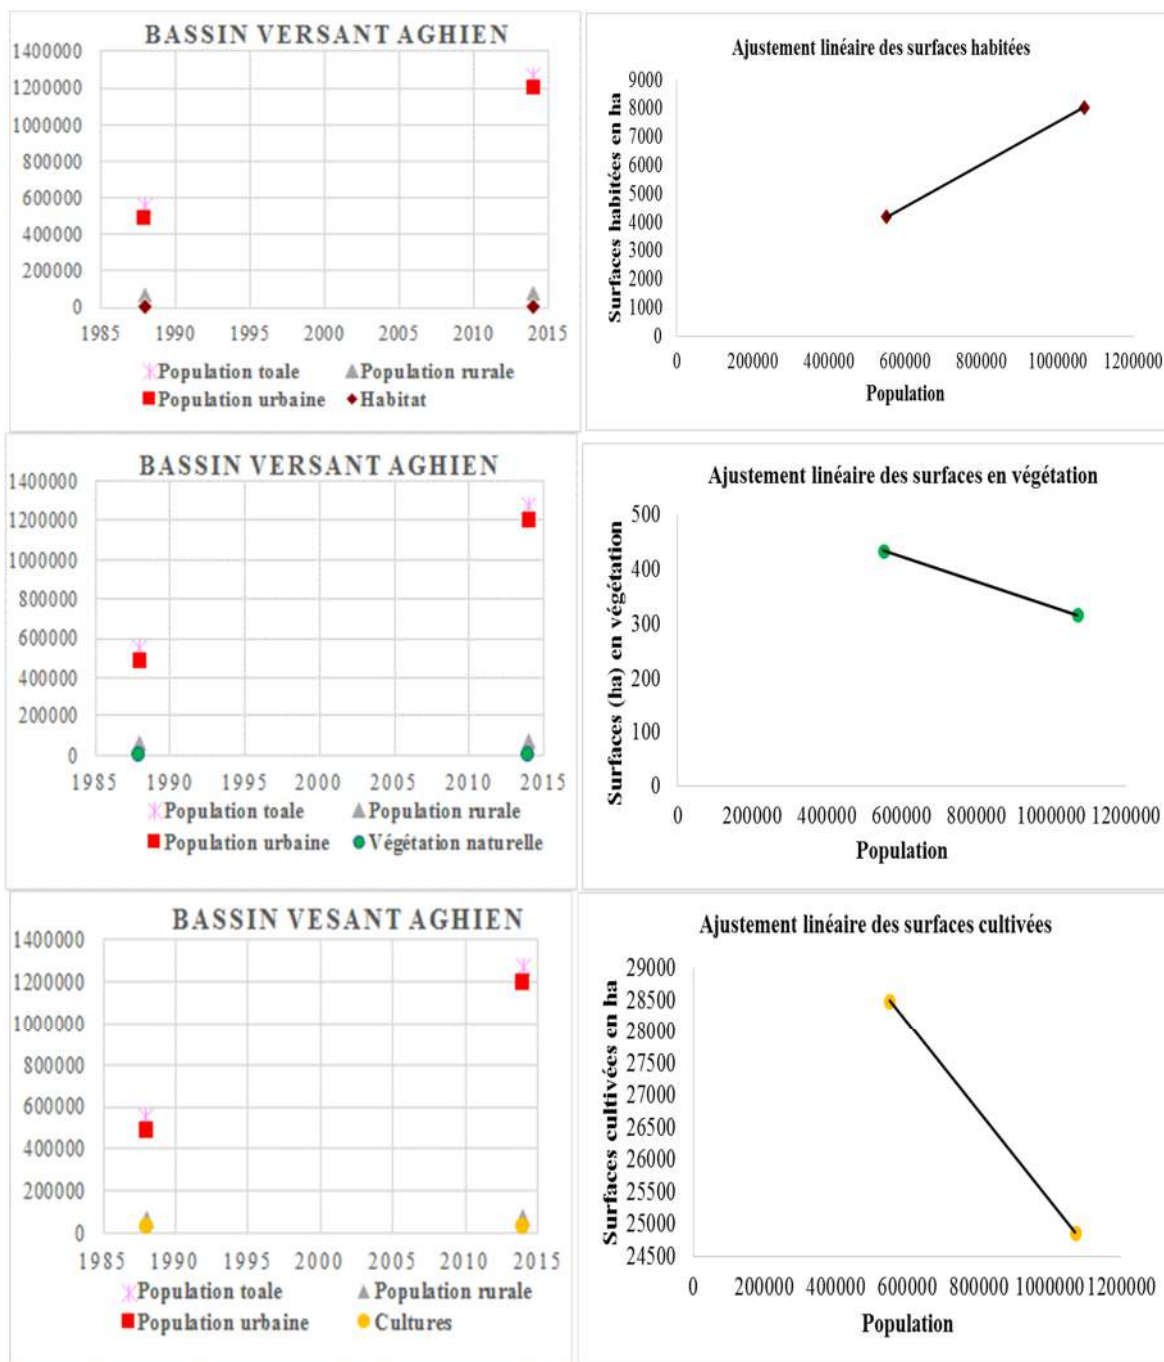 BASSIN VERSANT AGHIEN
1400000
1200000
1000000
800000
600000
400000
200000
0
1985 1990 1995 2000 2005 2010 2015
Population toale Population rurale
Population urbaine Habitat
Ajustement linéaire des surfaces habitées
Surfaces habitées en ha
9000
8000
7000
6000
5000
4000
3000
2000
1000
0
0 200000 400000 600000 800000 1000000 1200000
Population
BASSIN VERSANT AGHIEN
1400000
1200000
1000000
800000
600000
400000
200000
0
1985 1990 1995 2000 2005 2010 2015
Population toale Population rurale
Population urbaine Végétation naturelle
Ajustement linéaire des surfaces en végétation
Surfaces (ha) en végétation
500
400
300
200
100
0
0 200000 400000 600000 800000 1000000 1200000
Population
BASSIN VESANT AGHIEN
1400000
1200000
1000000
800000
600000
400000
200000
0
1985 1990 1995 2000 2005 2010 2015
Population toale Population rurale
Population urbaine Cultures
Ajustement linéaire des surfaces cultivées
Surfaces cultivées en ha
29000
28500
28000
27500
27000
26500
26000
25500
25000
24500
0 200000 400000 600000 800000 1000000 1200000
Population